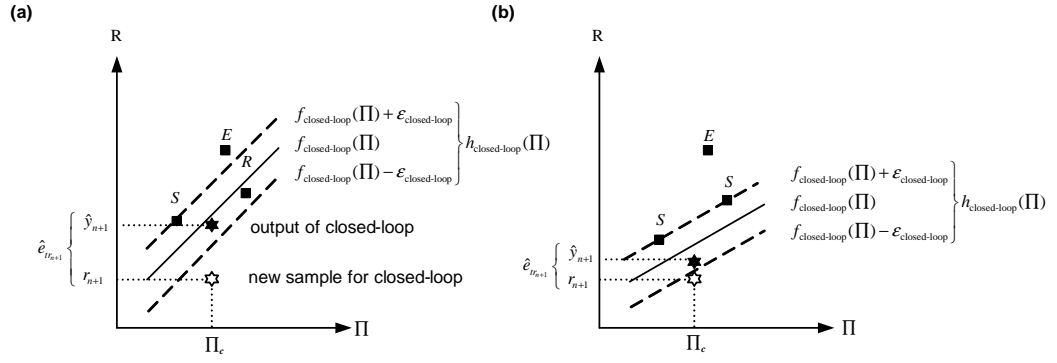 (a)
R
E
R
S
f_closed-loop(Π) + ε_closed-loop
f_closed-loop(Π)
f_closed-loop(Π) − ε_closed-loop
h_closed-loop(Π)
ŷ_n+1
ê_tr_n+1
r_n+1
output of closed-loop
new sample for closed-loop
Π
Π_c
(b)
R
E
S
S
f_closed-loop(Π) + ε_closed-loop
f_closed-loop(Π)
f_closed-loop(Π) − ε_closed-loop
h_closed-loop(Π)
ŷ_n+1
ê_tr_n+1
r_n+1
Π
Π_c